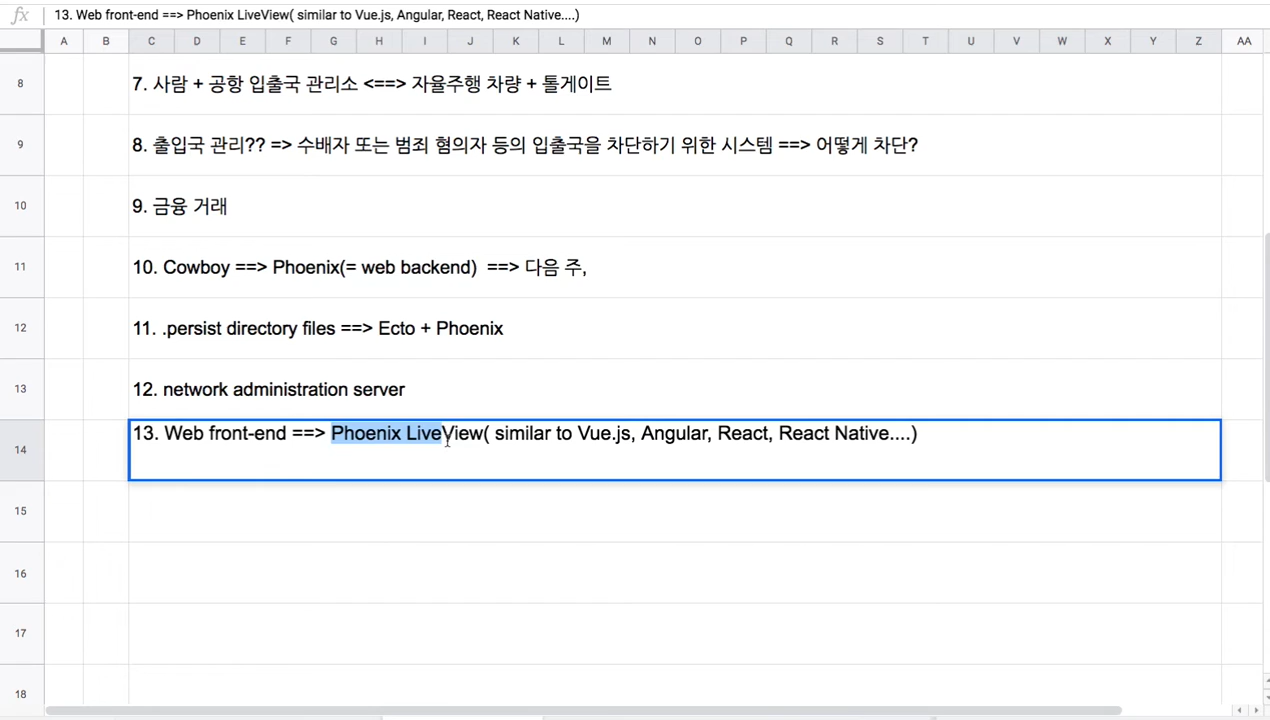 fx 13. Web front-end ==> Phoenix LiveView( similar to Vue.js, Angular, React, React Native....)
A B C D E F G H I J K L M N O P Q R S T U V W X Y Z AA
8 7. 사람 + 공항 입출국 관리소 <==> 자율주행 차량 + 톨게이트
9 8. 출입국 관리?? => 수배자 또는 범죄 혐의자 등의 입출국을 차단하기 위한 시스템 ==> 어떻게 차단?
10 9. 금융 거래
11 10. Cowboy ==> Phoenix(= web backend)  ==> 다음 주,
12 11. .persist directory files ==> Ecto + Phoenix
13 12. network administration server
14 13. Web front-end ==> Phoenix LiveView( similar to Vue.js, Angular, React, React Native....)
15
16
17
18